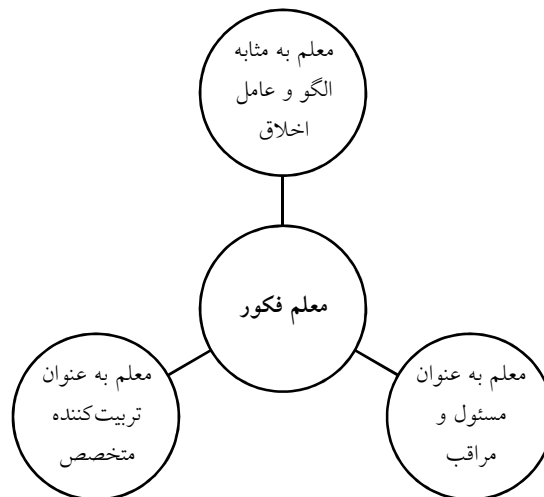 معلم به مثابه
الگو و عامل
اخلاق
معلم فکور
معلم به عنوان
مسئول و
مراقب
معلم به عنوان
تربیت‌کننده
متخصص